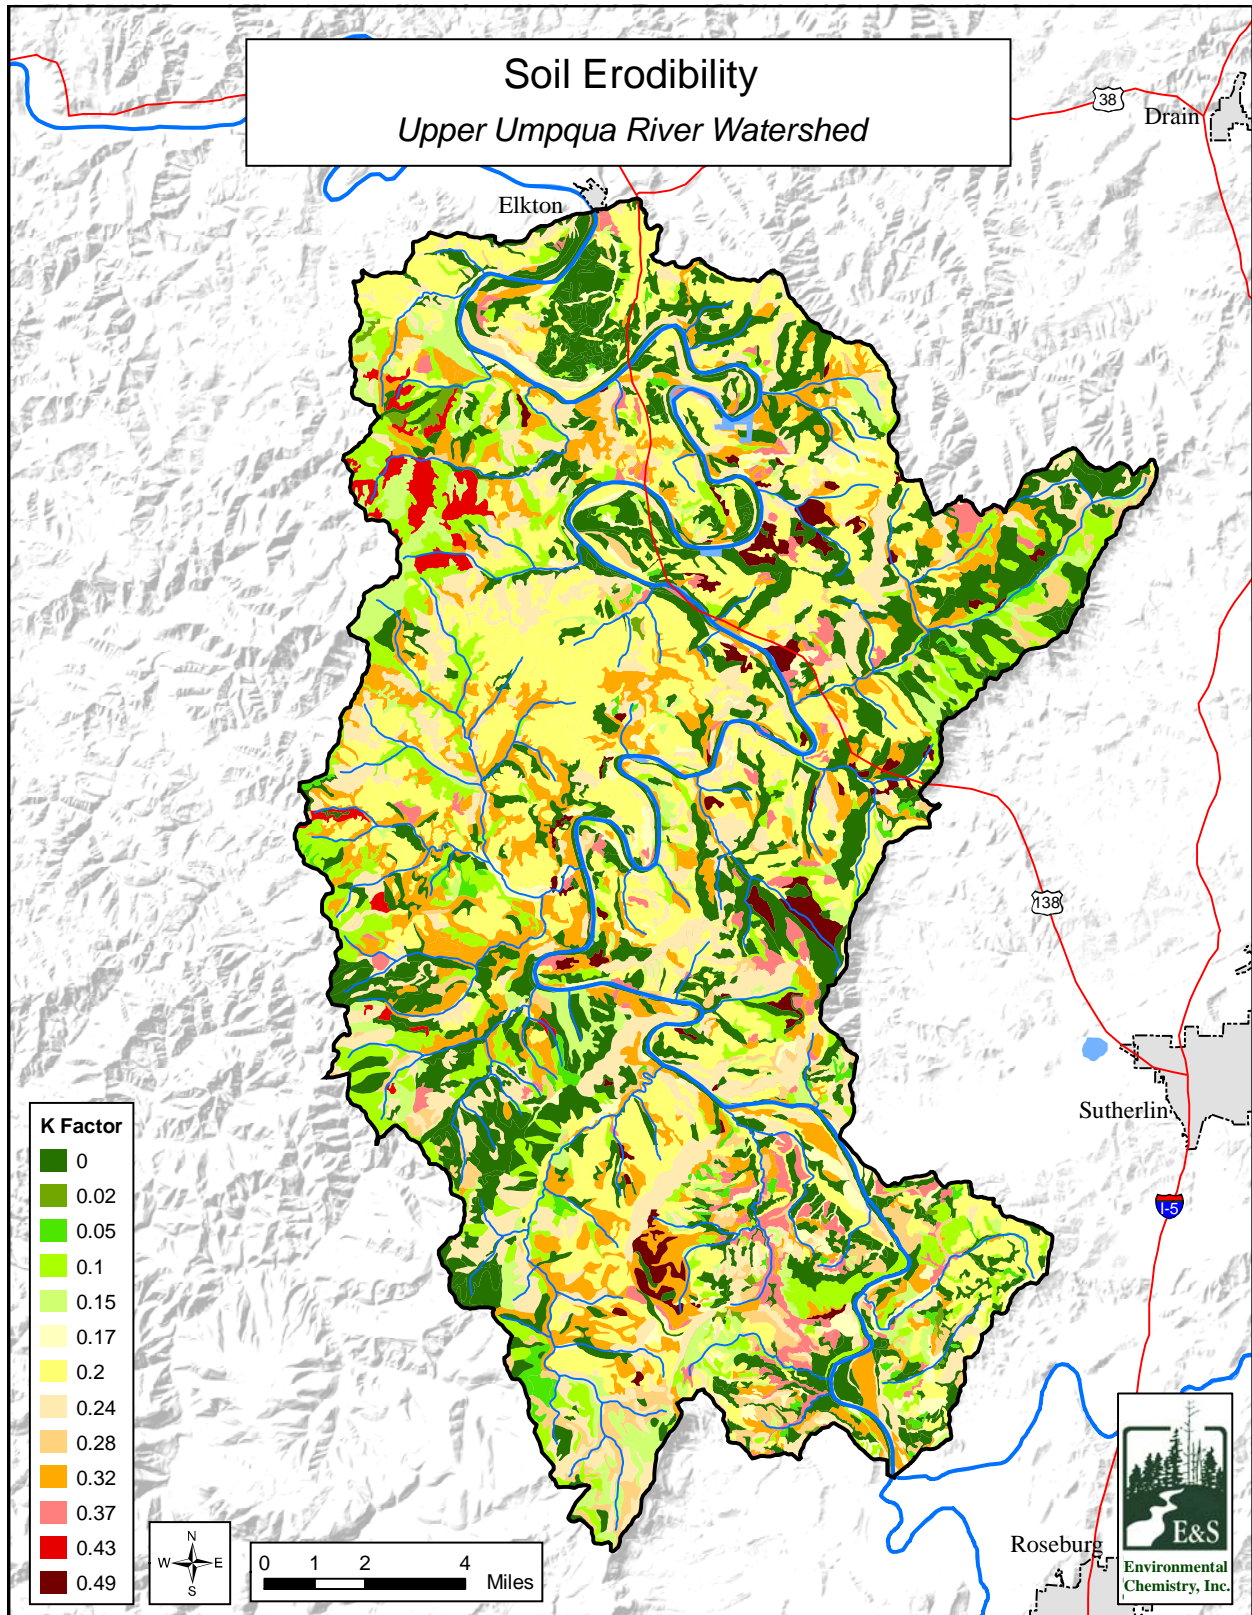 Soil Erodibility
Upper Umpqua River Watershed
38
Drain
Elkton
138
Sutherlin
I-5
K Factor
0
0.02
0.05
0.1
0.15
0.17
0.2
0.24
0.28
0.32
0.37
0.43
0.49
N
W E
S
0 1 2 4
Miles
Roseburg
E&S
Environmental
Chemistry, Inc.